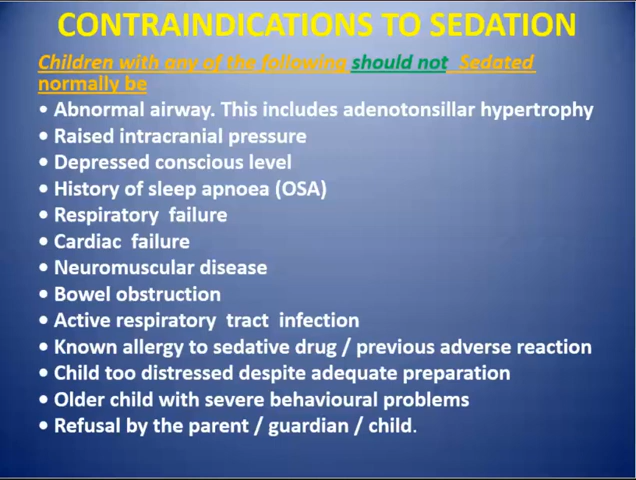 CONTRAINDICATIONS TO SEDATION
Children with any of the following should not Sedated
normally be
• Abnormal airway. This includes adenotonsillar hypertrophy
• Raised intracranial pressure
• Depressed conscious level
• History of sleep apnoea (OSA)
• Respiratory failure
• Cardiac failure
• Neuromuscular disease
• Bowel obstruction
• Active respiratory tract infection
• Known allergy to sedative drug / previous adverse reaction
• Child too distressed despite adequate preparation
• Older child with severe behavioural problems
• Refusal by the parent / guardian / child.